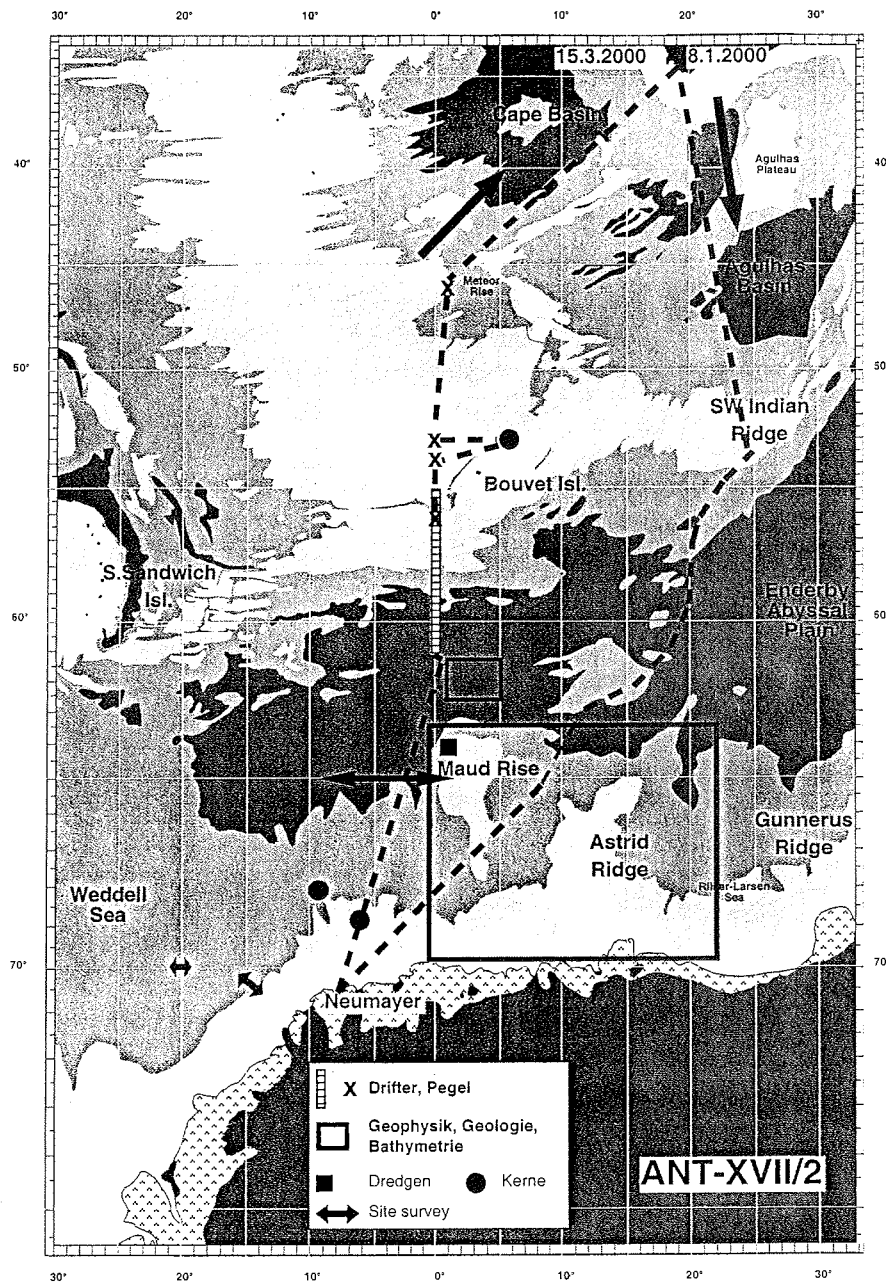 30° 20° 10° 0° 10° 20° 30°
15.3.2000 8.1.2000
Cape Basin
40° 40°
Agulhas
Plateau
Agulhas
Basin
X Meteor
Rise
50° 50°
SW Indian
Ridge
X
X
Bouvet Isl.
X
S.Sandwich
Isl.
Enderby
Abyssal
Plain
60° 60°
Maud Rise
Astrid
Ridge
Gunnerus
Ridge
Riiser-Larsen
Sea
Weddell
Sea
70° 70°
Neumayer
X Drifter, Pegel
Geophysik, Geologie,
Bathymetrie
Dredgen Kerne
Site survey
ANT-XVII/2
30° 20° 10° 0° 10° 20° 30°